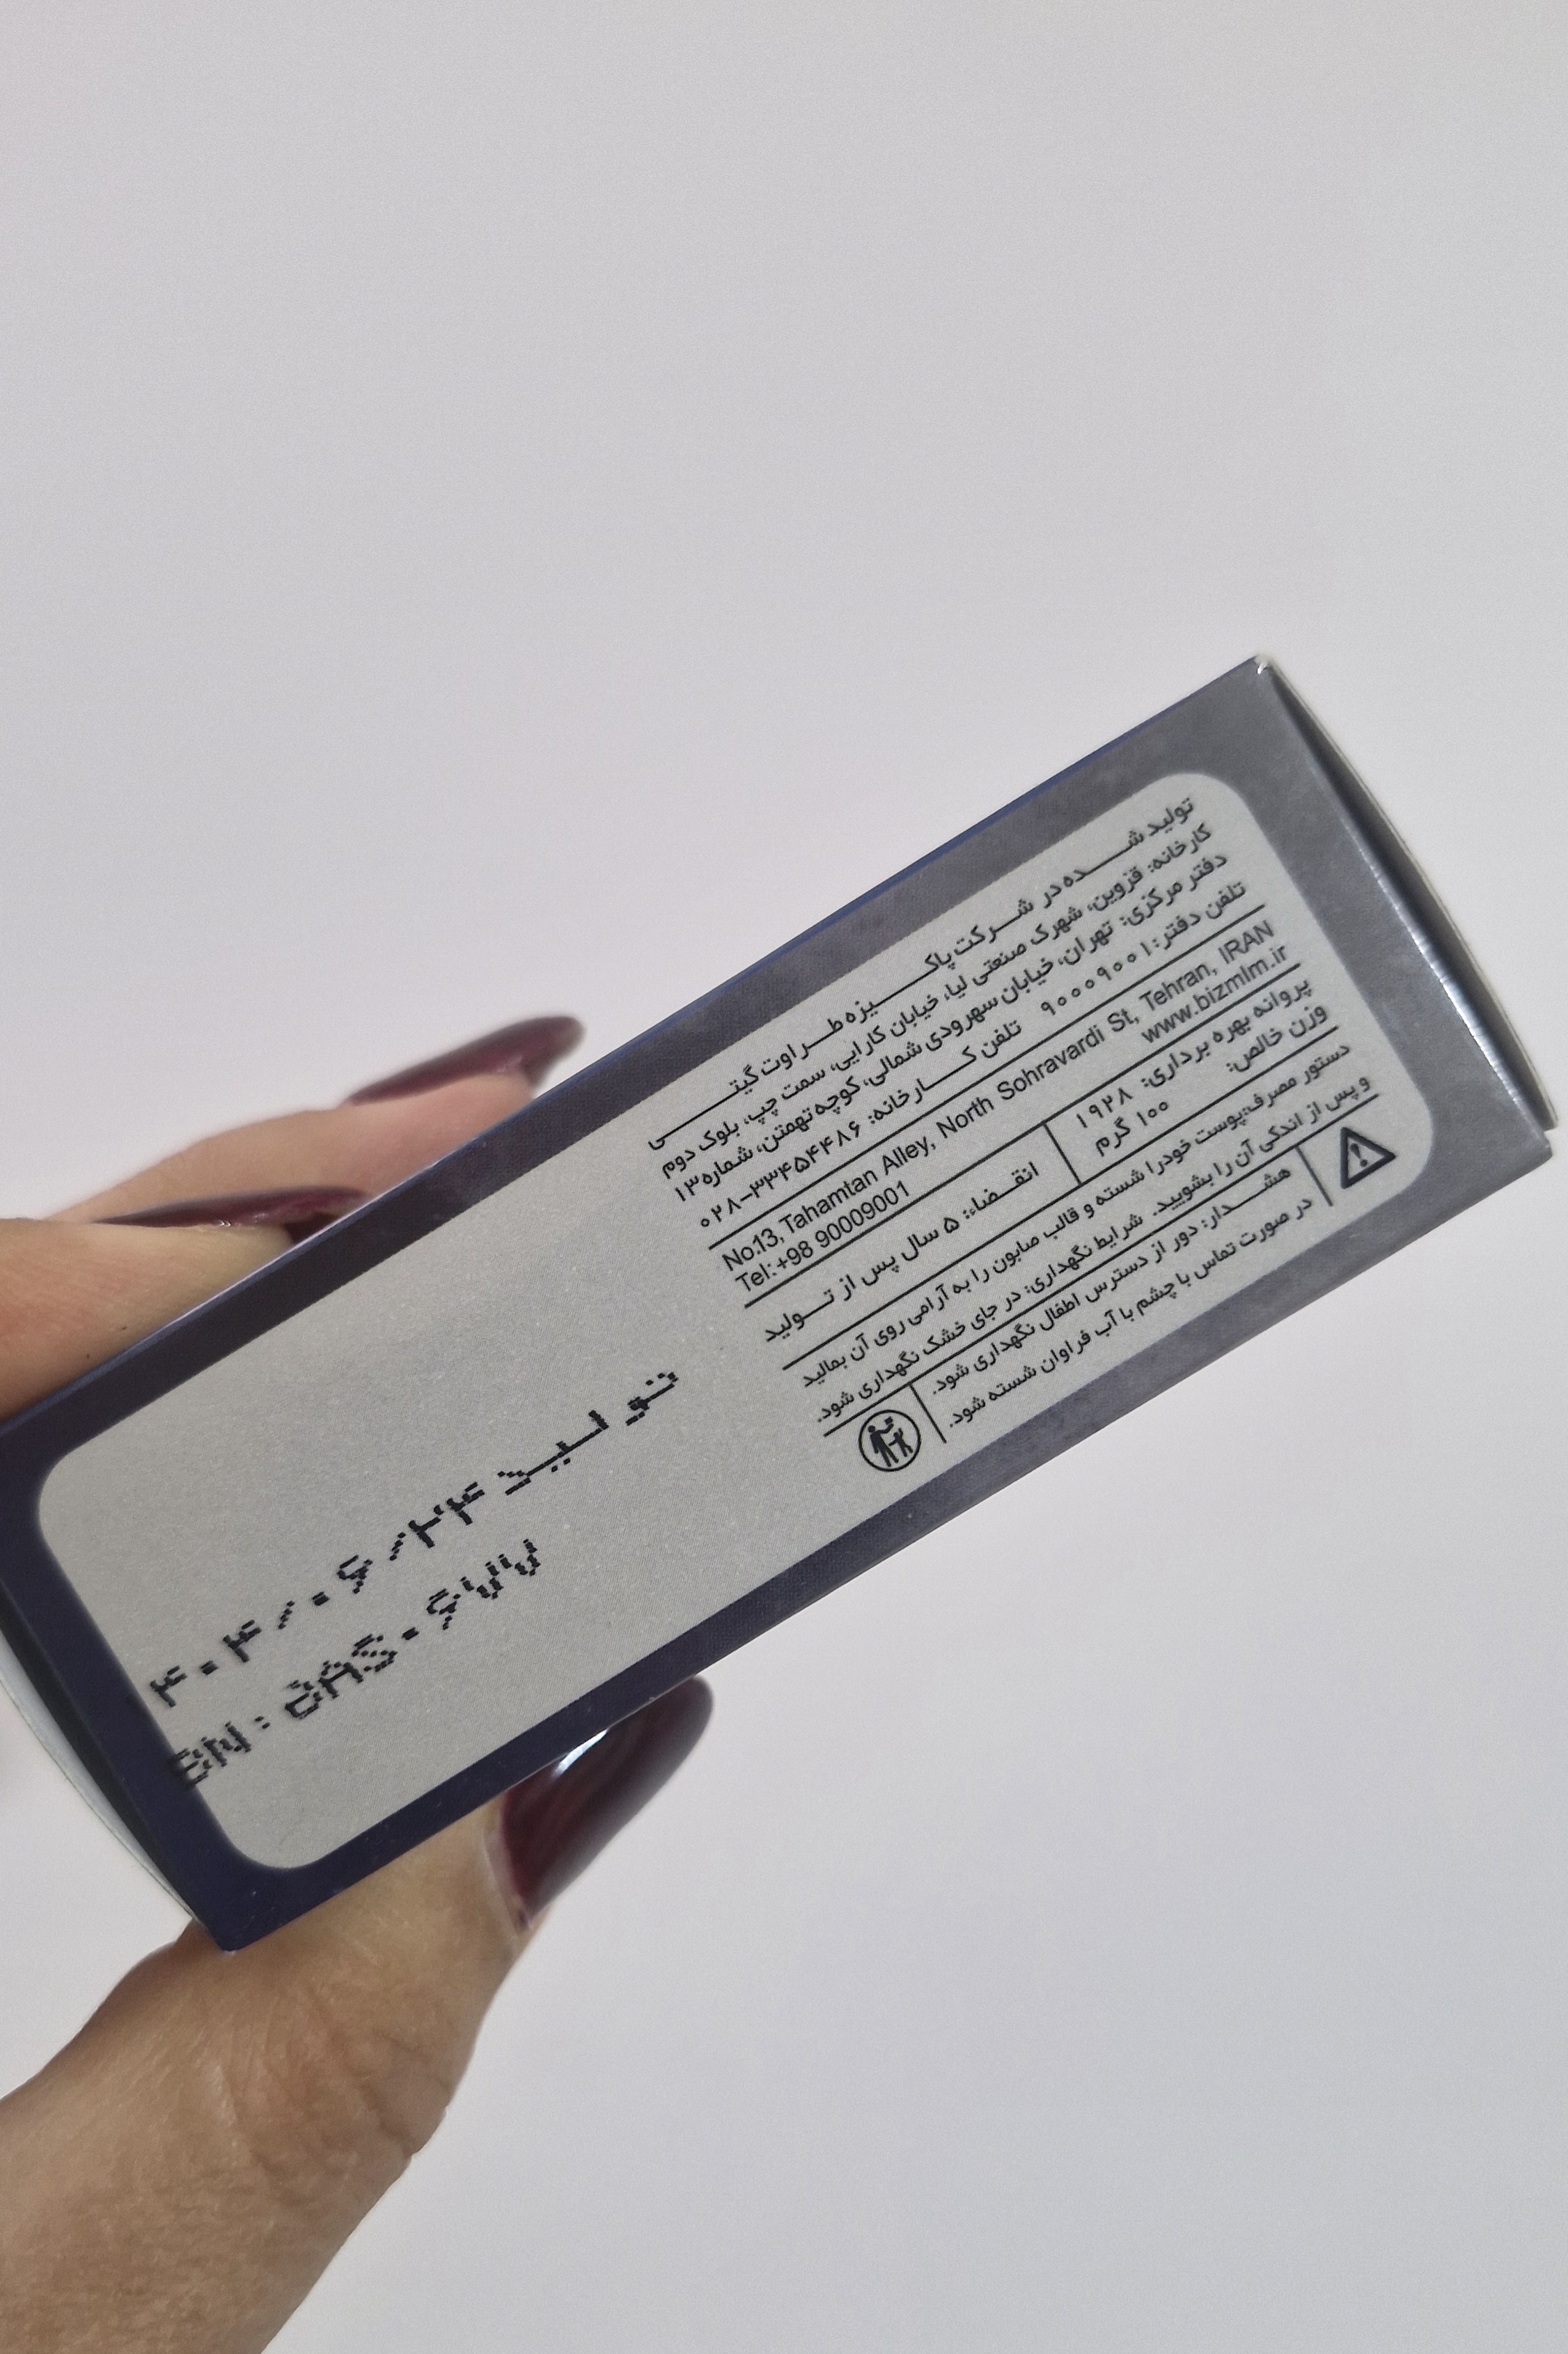 تولید شده در شرکت پاکیزه طراوت گیتی
کارخانه: قزوین، شهرک صنعتی لیا، خیابان کارایی، سمت چپ، بلوک دوم
دفتر مرکزی: تهران، خیابان سهروردی شمالی، کوچه تهمتن، شماره ۱۳
تلفن دفتر: ۹۰۰۰۹۰۰۱ تلفن کارخانه: ۰۲۸-۳۳۴۵۴۴۸۶
No:13, Tahamtan Alley, North Sohravardi St, Tehran, IRAN
Tel:+98 90009001 www.bizmlm.ir
پروانه بهره برداری: ۱۹۲۸
وزن خالص: ۱۰۰ گرم
انقضاء: ۵ سال پس از تولید
دستور مصرف: پوست خود را شسته و قالب صابون را به آرامی روی آن بمالید
و پس از اندکی آن را بشویید. شرایط نگهداری: در جای خشک نگهداری شود.
هشدار: دور از دسترس اطفال نگهداری شود.
در صورت تماس با چشم با آب فراوان شسته شود.
تولید ۴۰۴/۰۶/۲۴
BN: